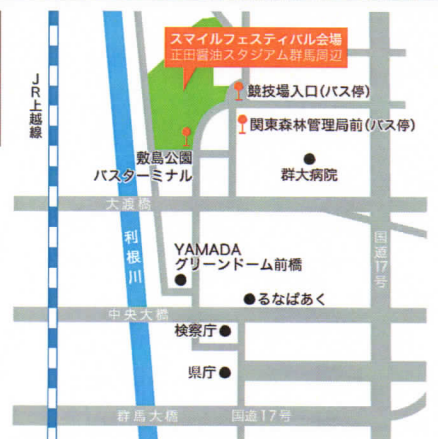 スマイルフェスティバル会場
正田醤油スタジアム群馬周辺
JR上越線
競技場入口(バス停)
関東森林管理局前(バス停)
敷島公園
バスターミナル
群大病院
大渡橋
利根川
国道17号
YAMADA
グリーンドーム前橋
るなぱあく
中央大橋
検察庁
県庁
群馬大橋
国道17号